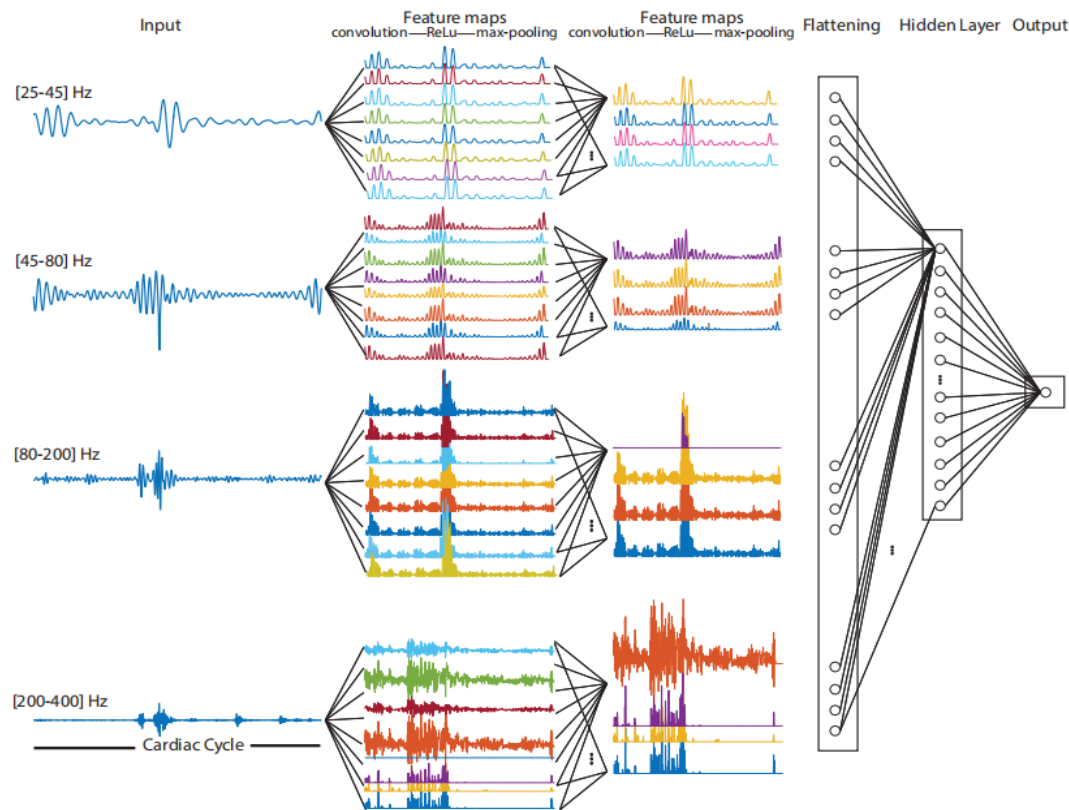 Input
Feature maps
convolution—ReLu—max-pooling
Feature maps
convolution—ReLu—max-pooling
Flattening
Hidden Layer
Output
[25-45] Hz
[45-80] Hz
[80-200] Hz
[200-400] Hz
Cardiac Cycle